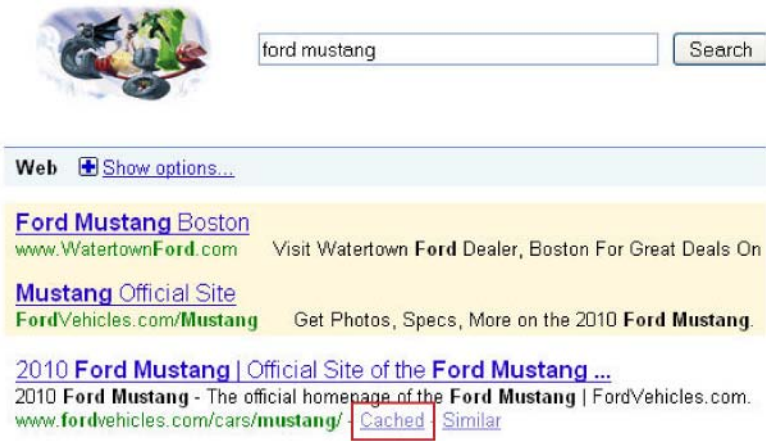 ford mustang Search
Web Show options...
Ford Mustang Boston
www.WatertownFord.com Visit Watertown Ford Dealer, Boston For Great Deals On
Mustang Official Site
FordVehicles.com/Mustang Get Photos, Specs, More on the 2010 Ford Mustang.
2010 Ford Mustang | Official Site of the Ford Mustang ...
2010 Ford Mustang - The official homepage of the Ford Mustang | FordVehicles.com.
www.fordvehicles.com/cars/mustang/ - Cached - Similar